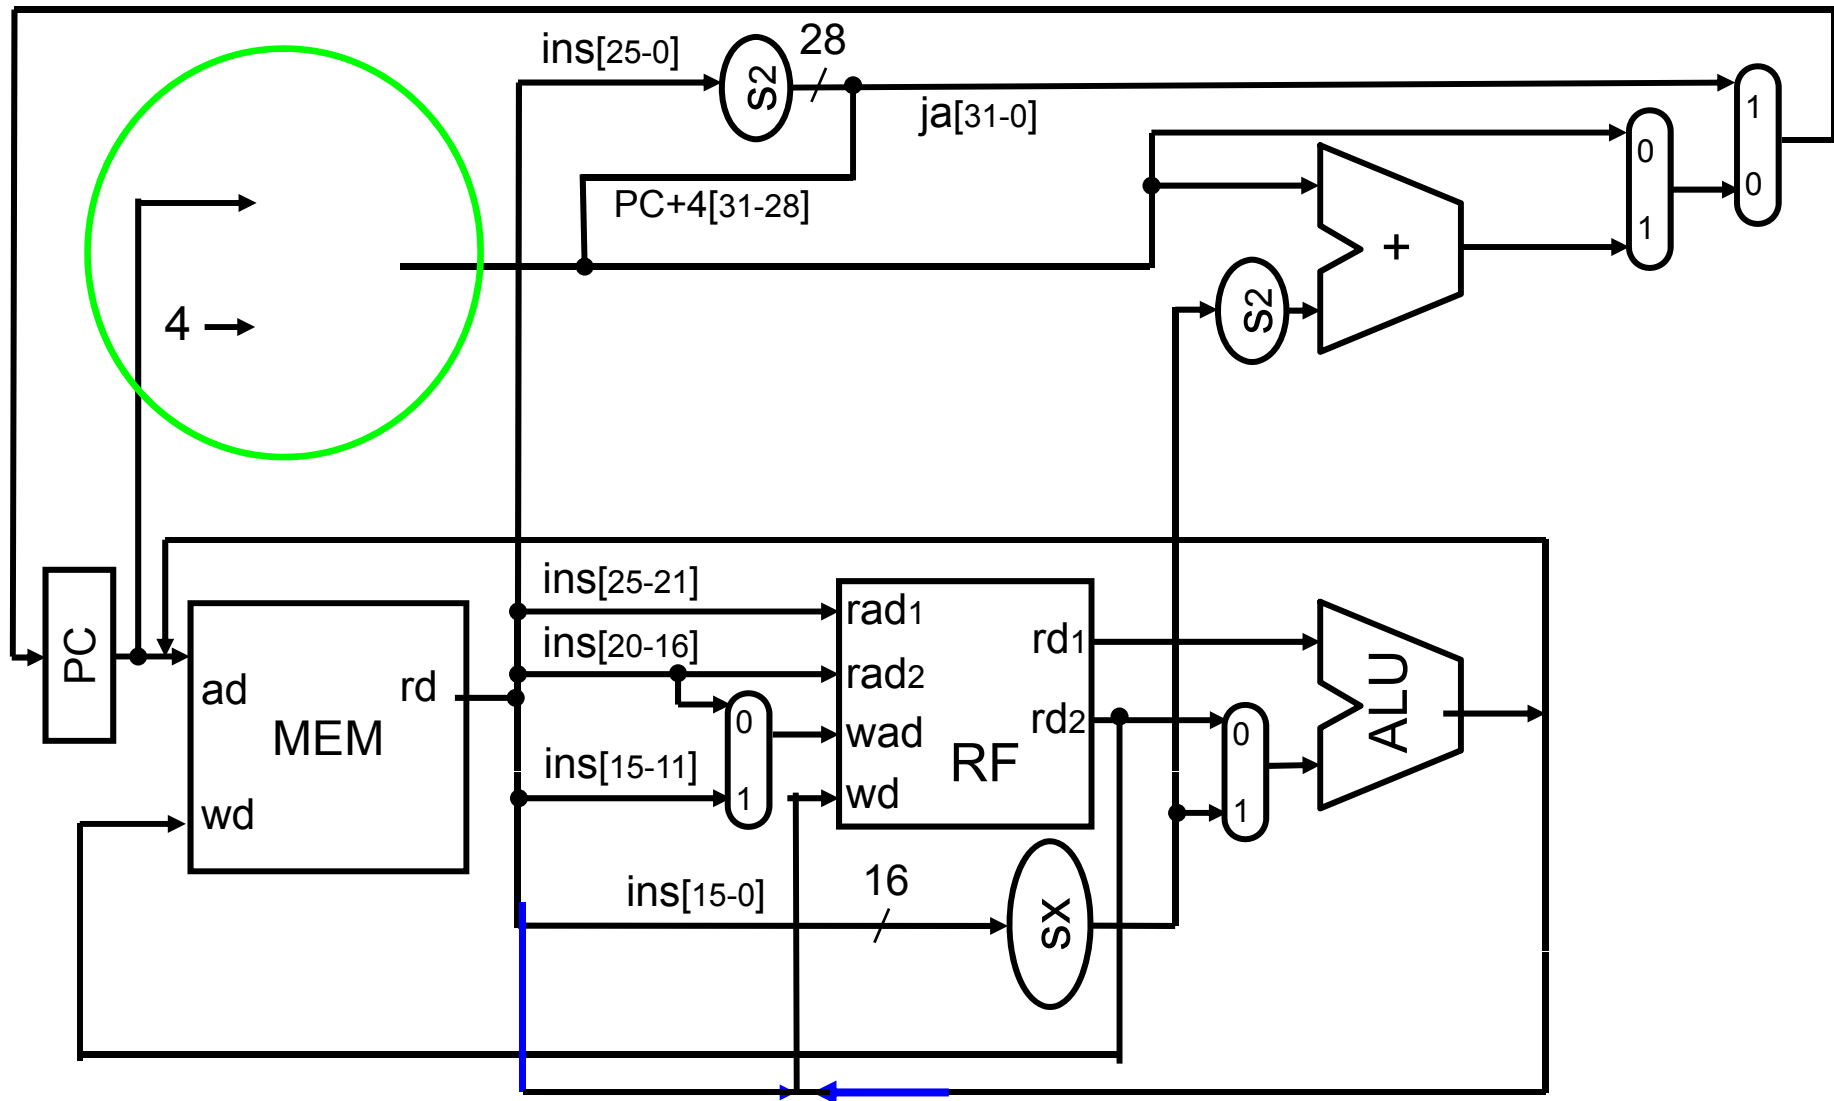 ins[25-0]
s2
28
ja[31-0]
1
0
0
1
PC+4[31-28]
+
s2
4
PC
ad
rd
MEM
wd
ins[25-21]
ins[20-16]
ins[15-11]
0
1
rad1
rad2
wad
wd
rd1
rd2
RF
0
1
ALU
ins[15-0]
16
sx